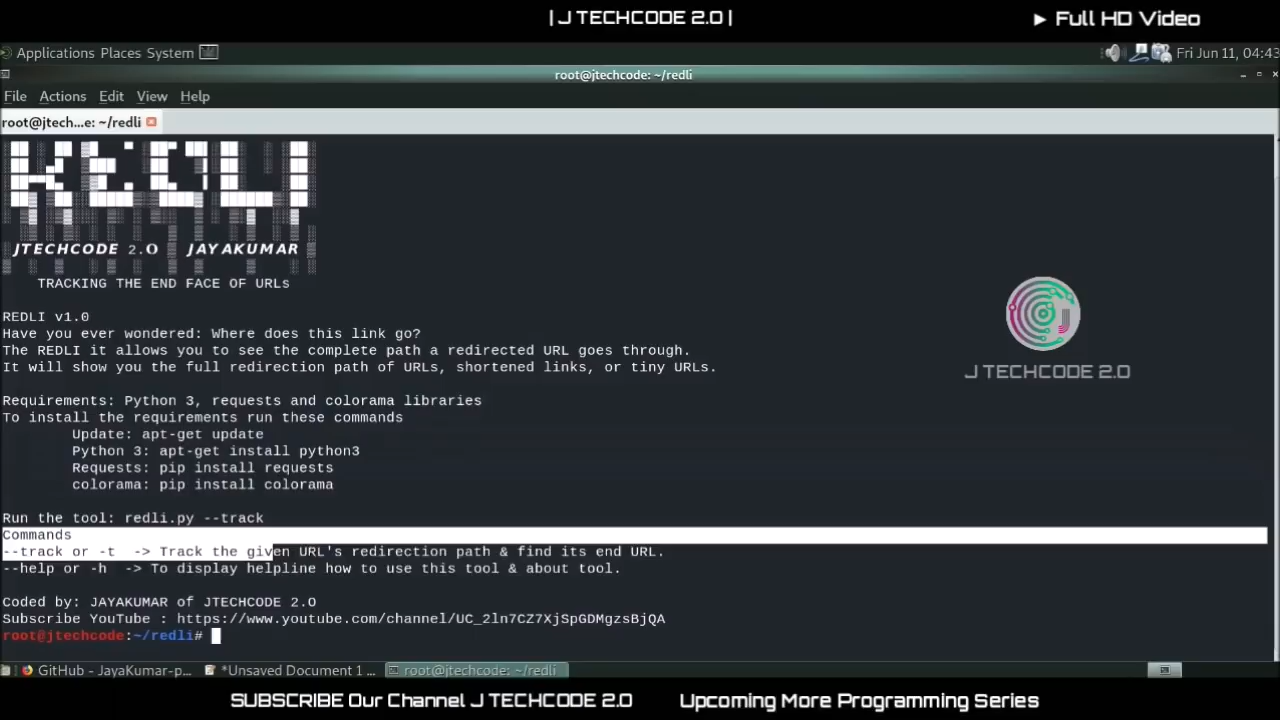 | J TECHCODE 2.0 |
► Full HD Video
Applications Places System
Fri Jun 11, 04:43
root@jtechcode: ~/redli
File Actions Edit View Help
root@jtech...e: ~/redli
REDLI
JTECHCODE 2.0 JAYAKUMAR
TRACKING THE END FACE OF URLs
REDLI v1.0
Have you ever wondered: Where does this link go?
The REDLI it allows you to see the complete path a redirected URL goes through.
It will show you the full redirection path of URLs, shortened links, or tiny URLs.
J TECHCODE 2.0
Requirements: Python 3, requests and colorama libraries
To install the requirements run these commands
Update: apt-get update
Python 3: apt-get install python3
Requests: pip install requests
colorama: pip install colorama
Run the tool: redli.py --track
Commands
--track or -t -> Track the given URL's redirection path & find its end URL.
--help or -h -> To display helpline how to use this tool & about tool.
Coded by: JAYAKUMAR of JTECHCODE 2.O
Subscribe YouTube : https://www.youtube.com/channel/UC_2ln7CZ7XjSpGDMgzsBjQA
root@jtechcode:~/redli#
GitHub - JayaKumar-p...
*Unsaved Document 1 ...
root@jtechcode: ~/redli
SUBSCRIBE Our Channel J TECHCODE 2.0
Upcoming More Programming Series